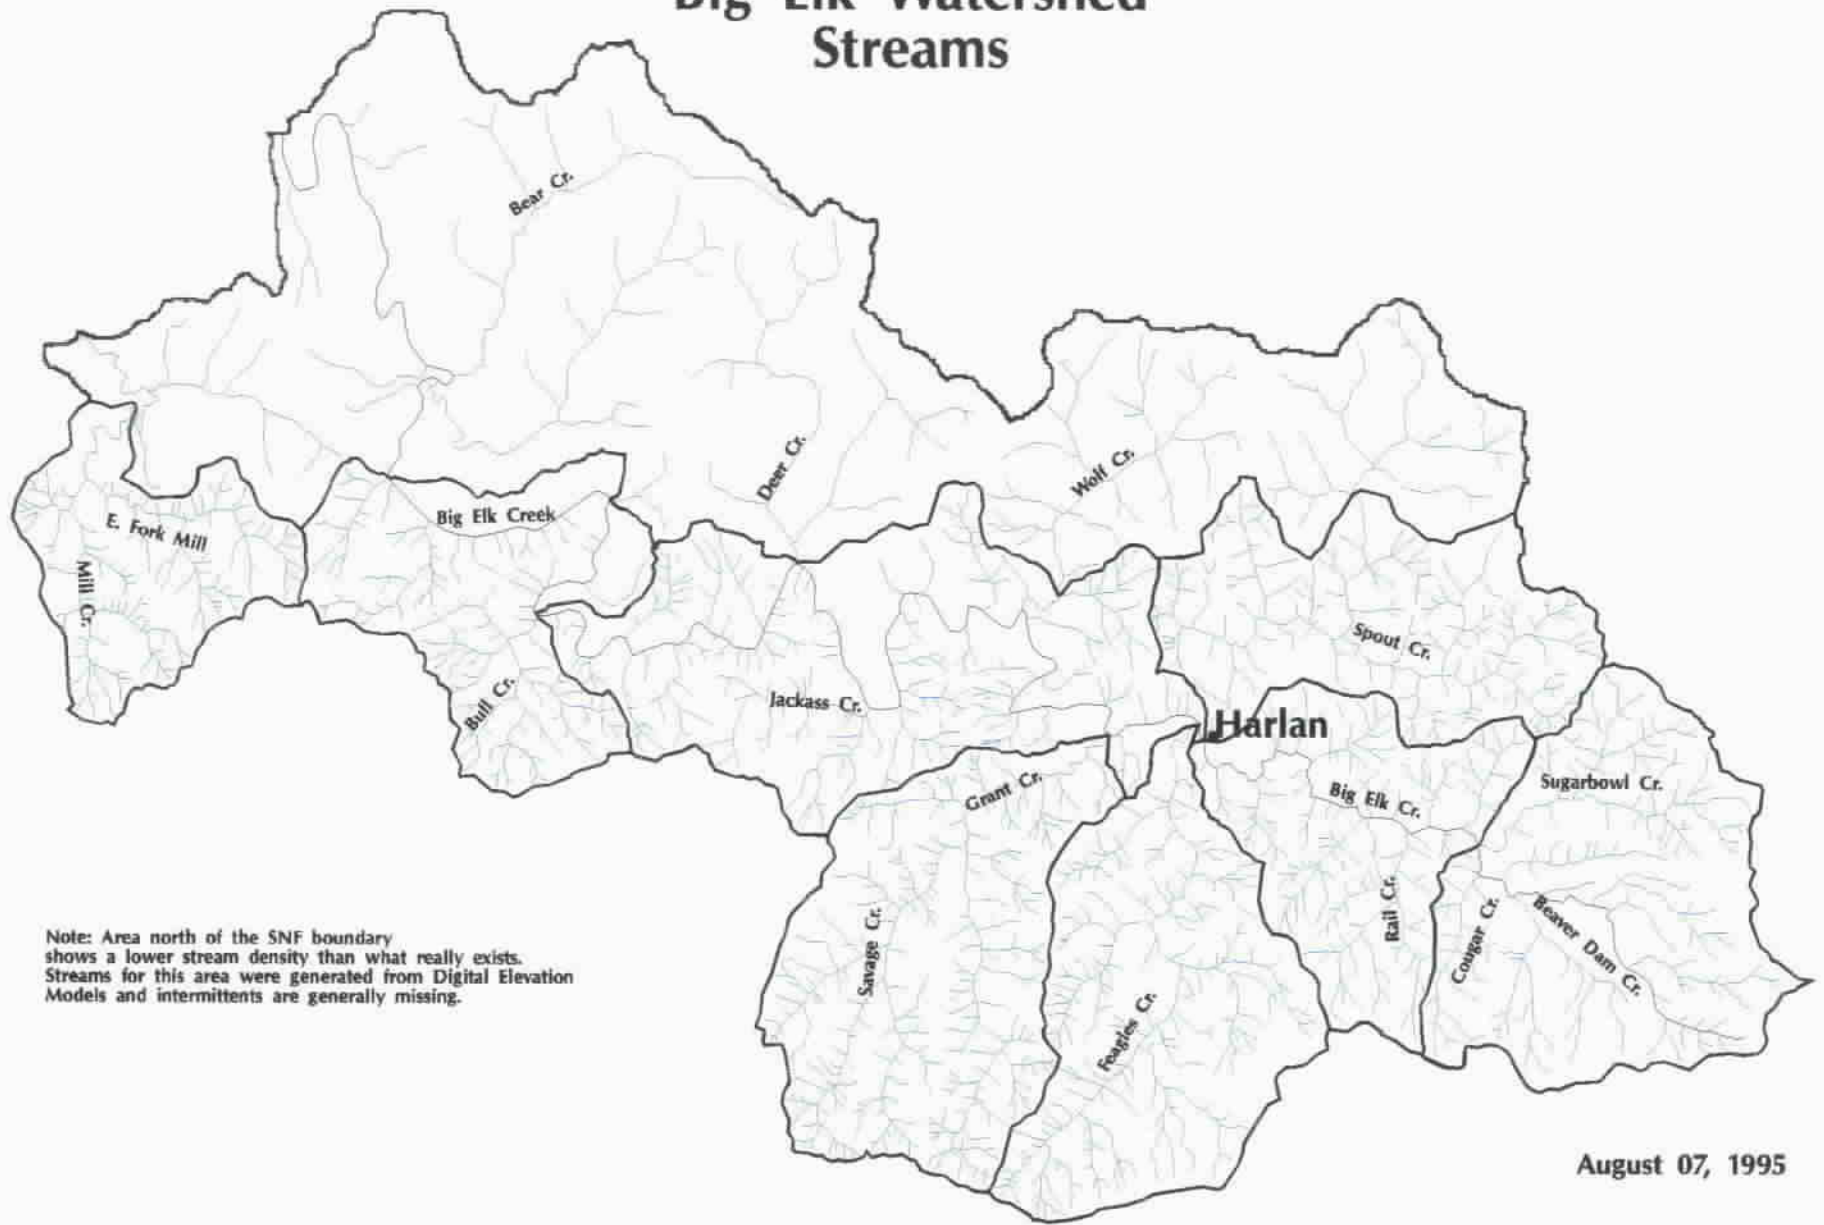 Big Elk Watershed
Streams
Bear Cr.
Deer Cr.
Wolf Cr.
Big Elk Creek
E. Fork Mill
Mill Cr.
Spout Cr.
Bull Cr.
Jackass Cr.
Harlan
Grant Cr.
Big Elk Cr.
Sugarbowl Cr.
Savage Cr.
Rail Cr.
Cougar Cr.
Beaver Dam Cr.
Feagles Cr.
Note: Area north of the SNF boundary
shows a lower stream density than what really exists.
Streams for this area were generated from Digital Elevation
Models and intermittents are generally missing.
August 07, 1995